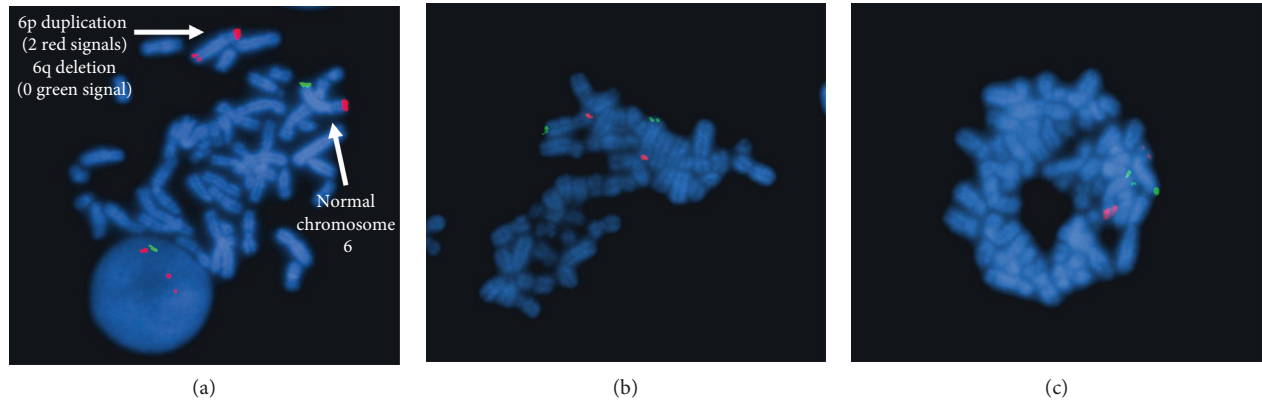 6p duplication
(2 red signals)
6q deletion
(0 green signal)
Normal
chromosome
6
(a)
(b)
(c)